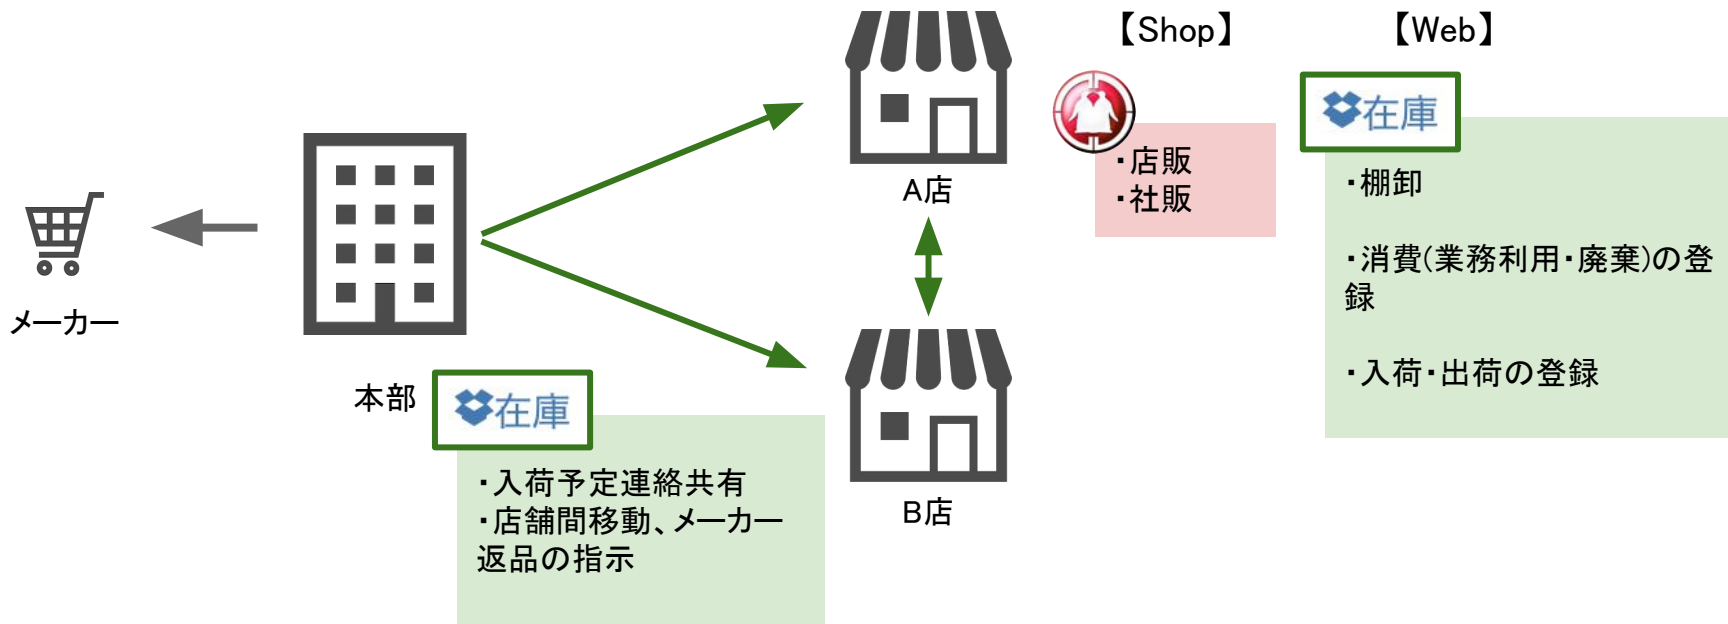 【Shop】
【Web】
在庫
・店販
・社販
・棚卸
・消費(業務利用・廃棄)の登
録
・入荷・出荷の登録
A店
メーカー
本部
在庫
・入荷予定連絡共有
・店舗間移動、メーカー
返品の指示
B店